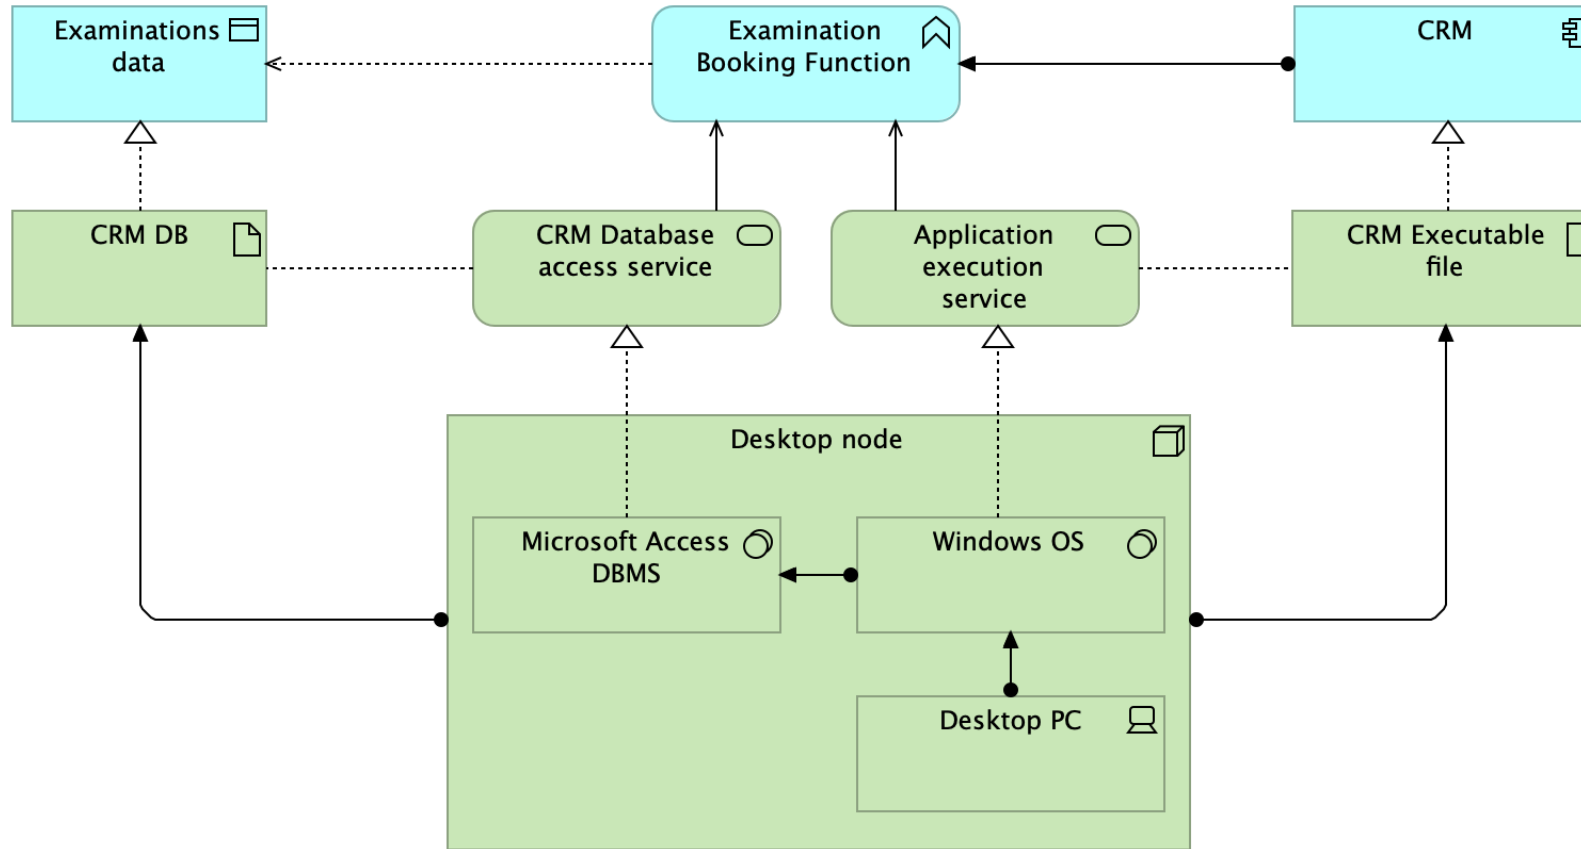 Examinations
data
Examination
Booking Function
CRM
CRM DB
CRM Database
access service
Application
execution
service
CRM Executable
file
Desktop node
Microsoft Access
DBMS
Windows OS
Desktop PC